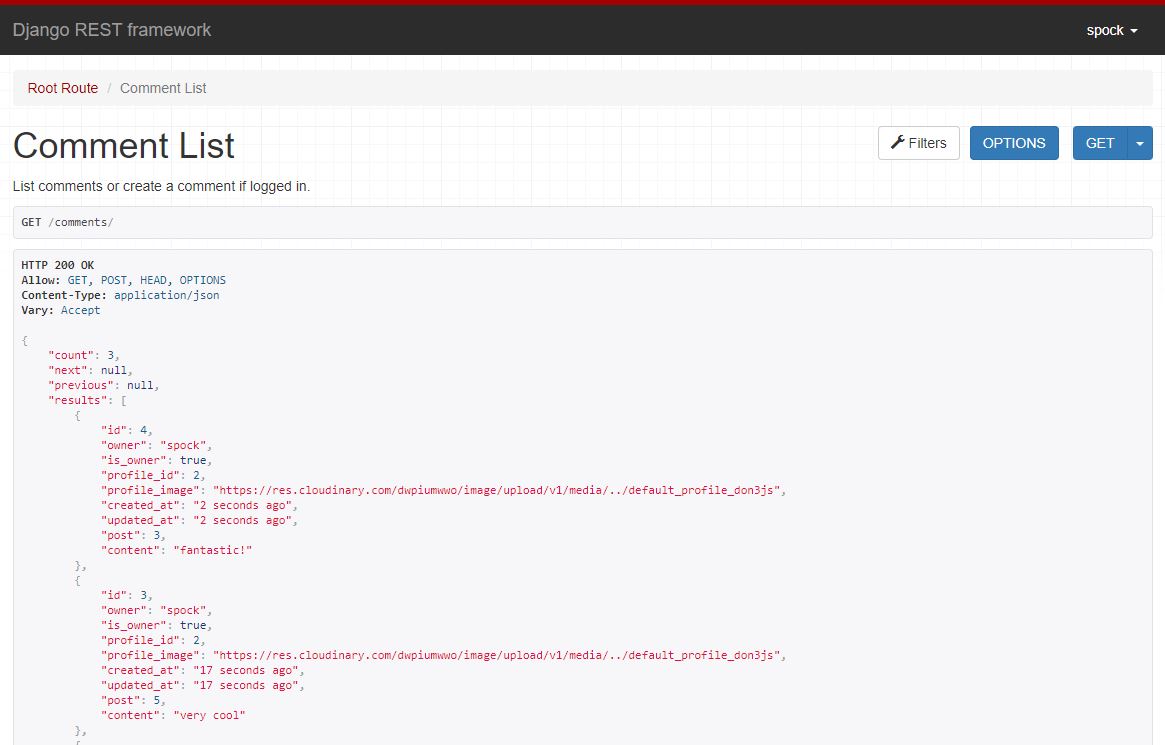 Django REST framework
spock
Root Route / Comment List
Comment List
Filters
OPTIONS
GET
List comments or create a comment if logged in.
GET /comments/
HTTP 200 OK
Allow: GET, POST, HEAD, OPTIONS
Content-Type: application/json
Vary: Accept
{
    "count": 3,
    "next": null,
    "previous": null,
    "results": [
        {
            "id": 4,
            "owner": "spock",
            "is_owner": true,
            "profile_id": 2,
            "profile_image": "https://res.cloudinary.com/dwpiumwwo/image/upload/v1/media/../default_profile_don3js",
            "created_at": "2 seconds ago",
            "updated_at": "2 seconds ago",
            "post": 3,
            "content": "fantastic!"
        },
        {
            "id": 3,
            "owner": "spock",
            "is_owner": true,
            "profile_id": 2,
            "profile_image": "https://res.cloudinary.com/dwpiumwwo/image/upload/v1/media/../default_profile_don3js",
            "created_at": "17 seconds ago",
            "updated_at": "17 seconds ago",
            "post": 5,
            "content": "very cool"
        },
        {